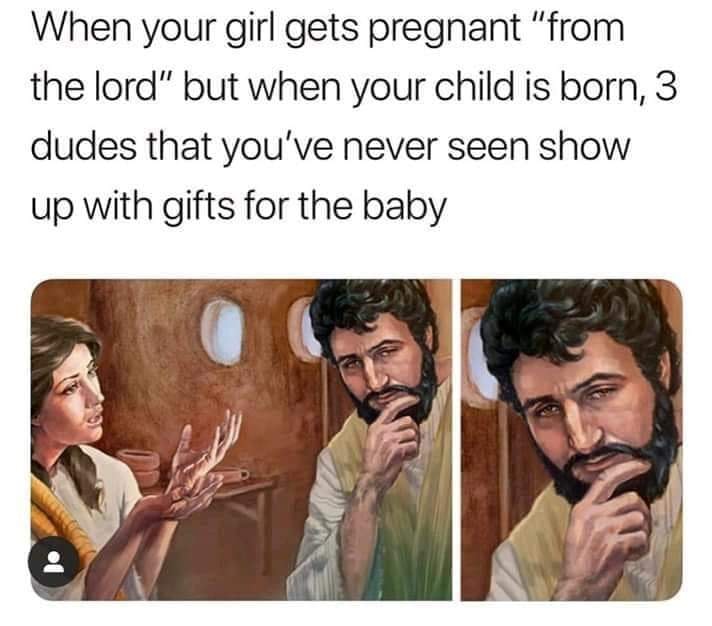 When your girl gets pregnant "from
the lord" but when your child is born, 3
dudes that you've never seen show
up with gifts for the baby